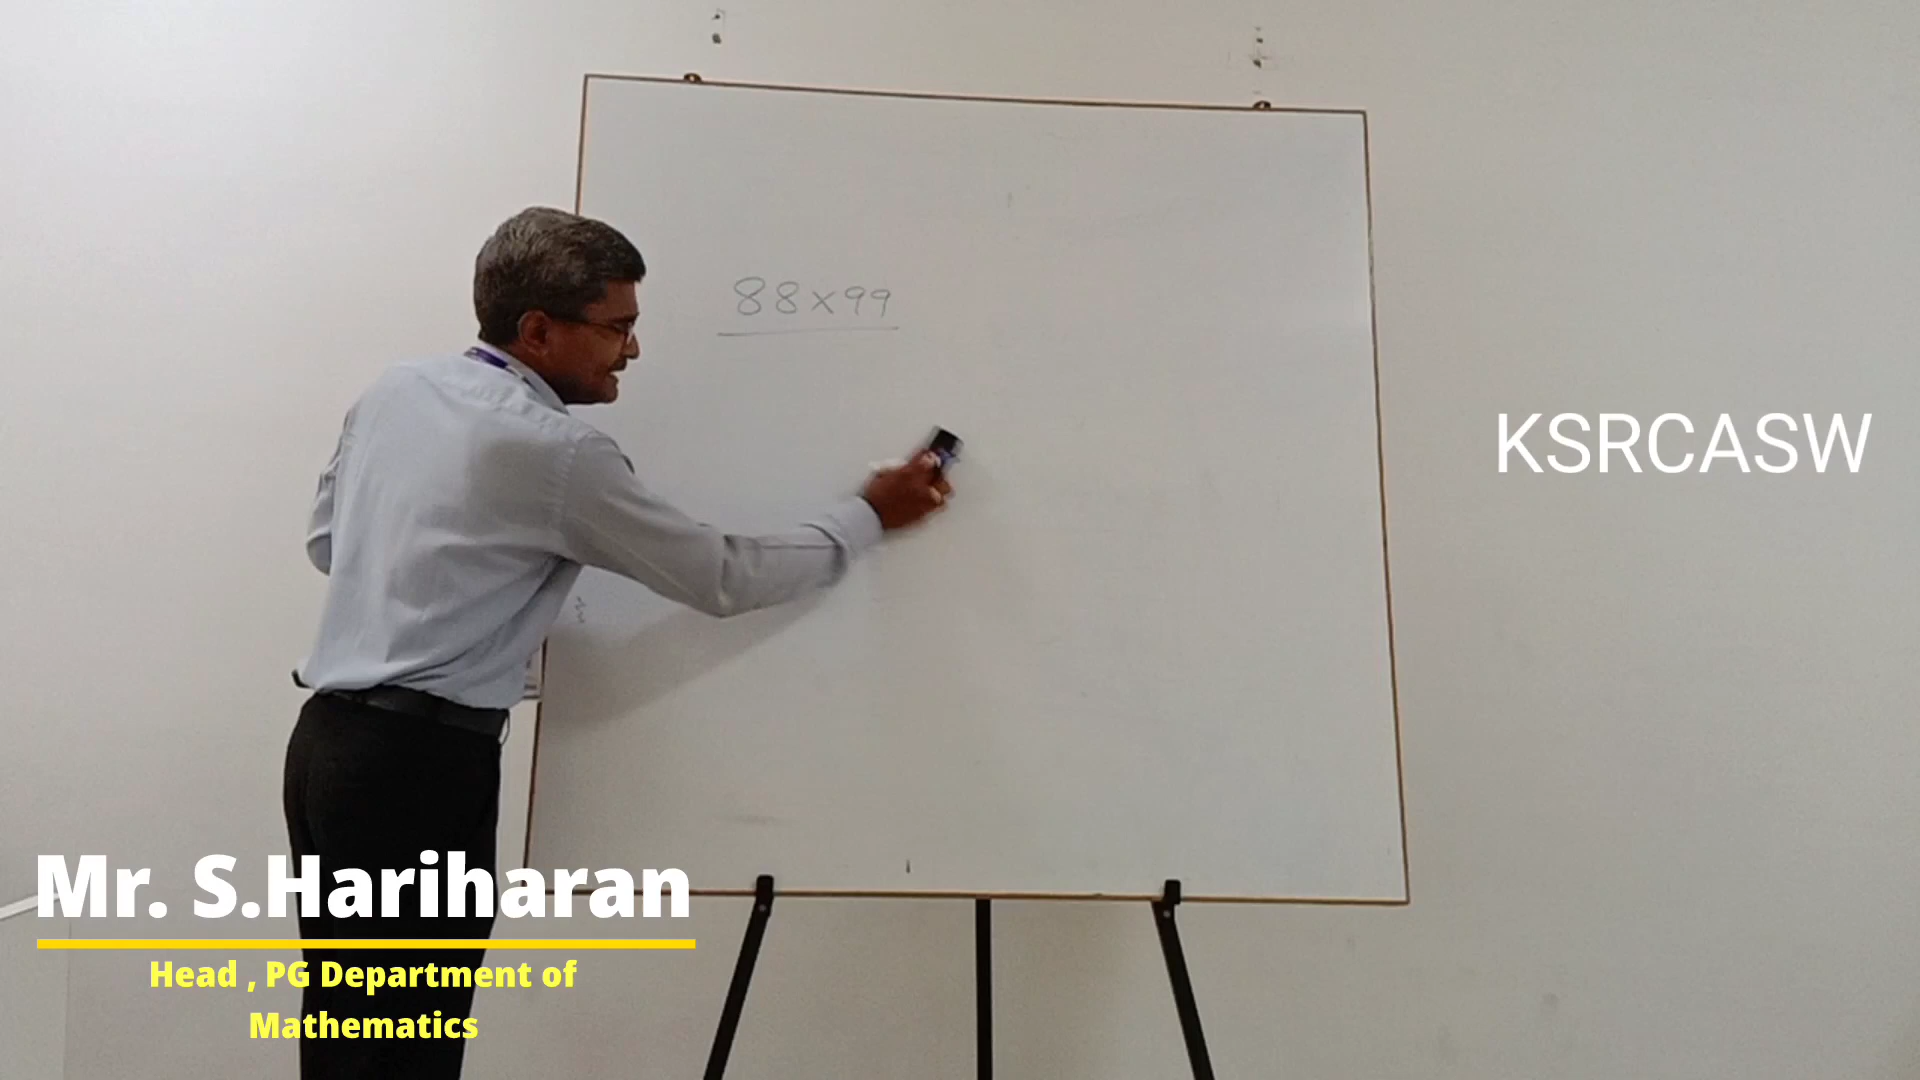 88×99
KSRCASW
Mr. S.Hariharan
Head , PG Department of
Mathematics